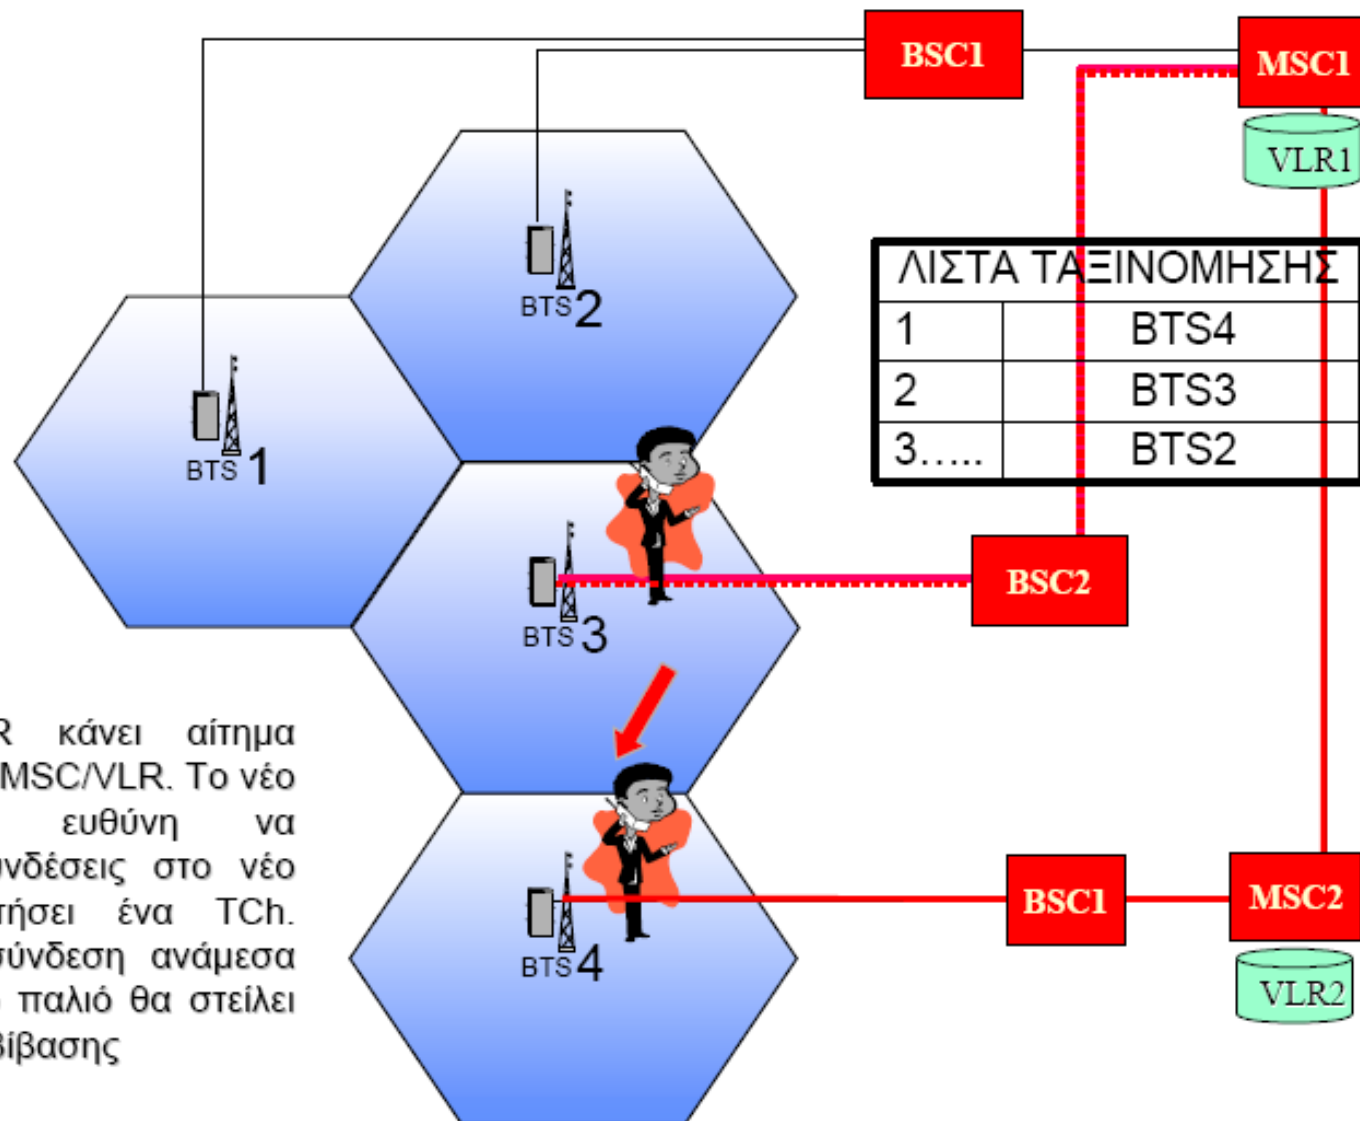 BSC1
MSC1
VLR1
BTS 2
ΛΙΣΤΑ ΤΑΞΙΝΟΜΗΣΗΣ
1 BTS4
2 BTS3
3..... BTS2
BTS 1
BSC2
BTS 3
R κάνει αίτημα
MSC/VLR. Το νέο
ευθύνη να
υνδέσεις στο νέο
τήσει ένα TCh.
σύνδεση ανάμεσα
παλιό θα στείλει
βίβασης
BSC1
MSC2
BTS 4
VLR2